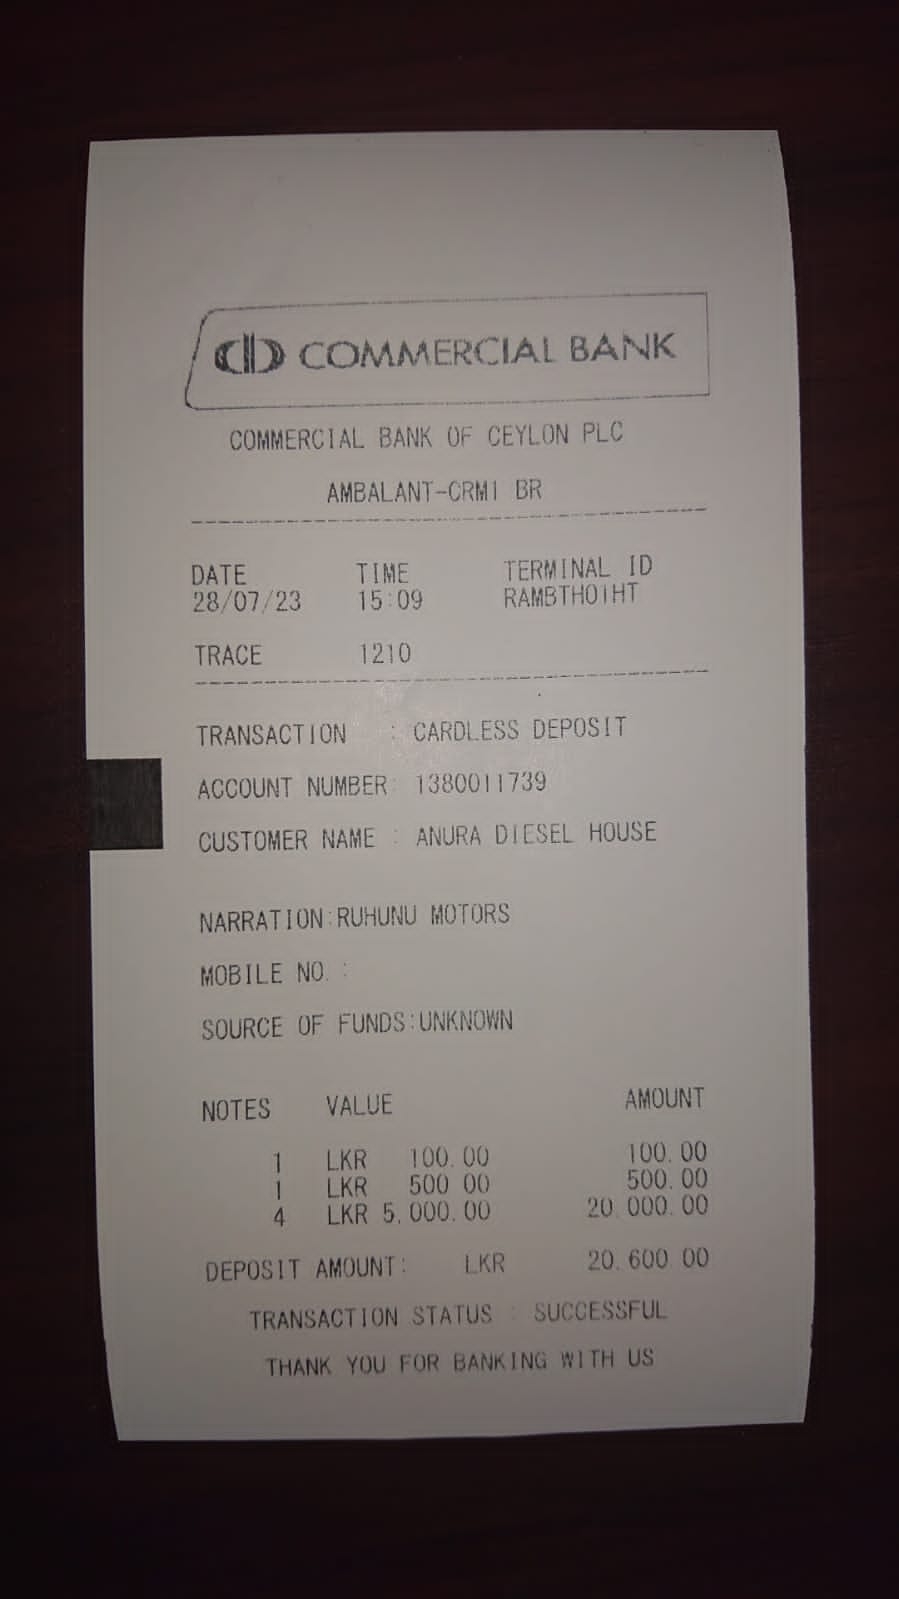 COMMERCIAL BANK
COMMERCIAL BANK OF CEYLON PLC
AMBALANT-CRM1 BR
DATE TIME TERMINAL ID
28/07/23 15:09 RAMBTH01HT
TRACE 1210
TRANSACTION : CARDLESS DEPOSIT
ACCOUNT NUMBER: 1380011739
CUSTOMER NAME : ANURA DIESEL HOUSE
NARRATION:RUHUNU MOTORS
MOBILE NO. :
SOURCE OF FUNDS:UNKNOWN
NOTES VALUE AMOUNT
1 LKR 100.00 100.00
1 LKR 500.00 500.00
4 LKR 5,000.00 20,000.00
DEPOSIT AMOUNT: LKR 20,600.00
TRANSACTION STATUS : SUCCESSFUL
THANK YOU FOR BANKING WITH US